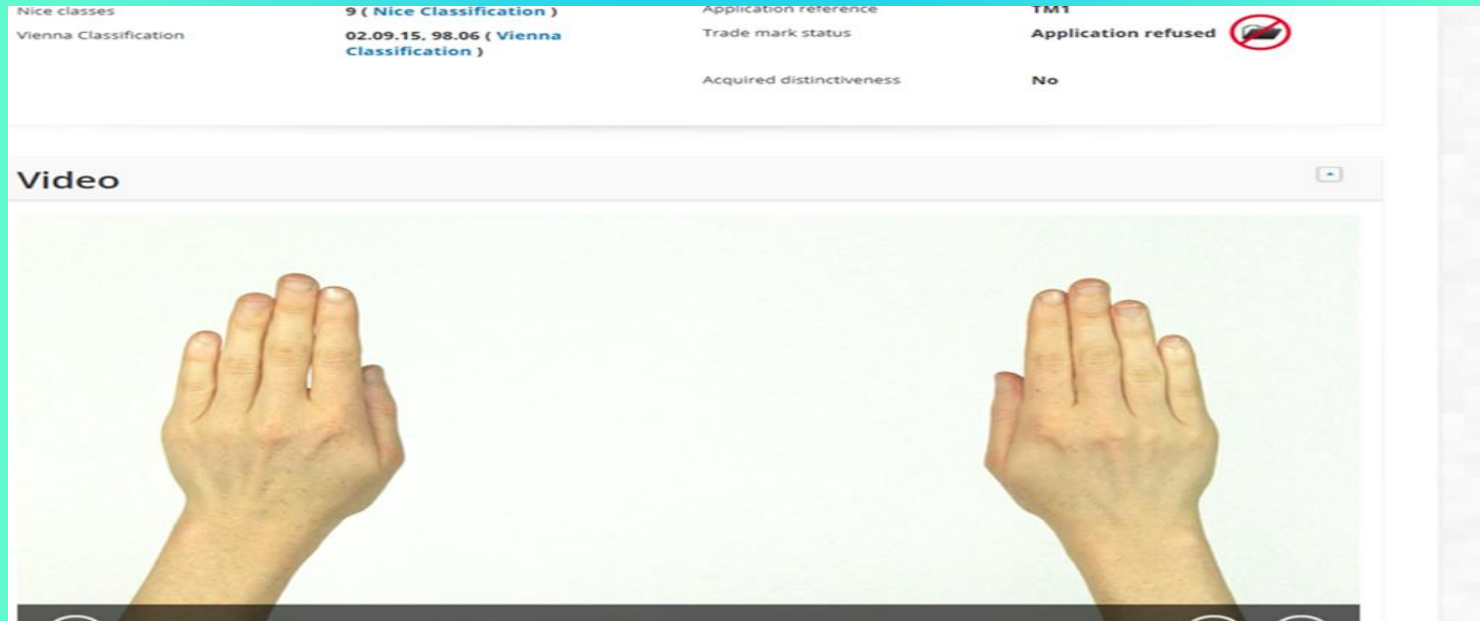 Nice classes 9 ( Nice Classification ) Application reference TM1
Vienna Classification 02.09.15, 98.06 ( Vienna Classification ) Trade mark status Application refused
Acquired distinctiveness No
Video